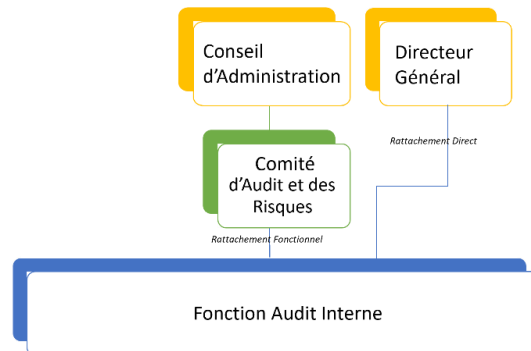 Conseil
d’Administration
Directeur
Général
Rattachement Direct
Comité
d’Audit et des
Risques
Rattachement Fonctionnel
Fonction Audit Interne